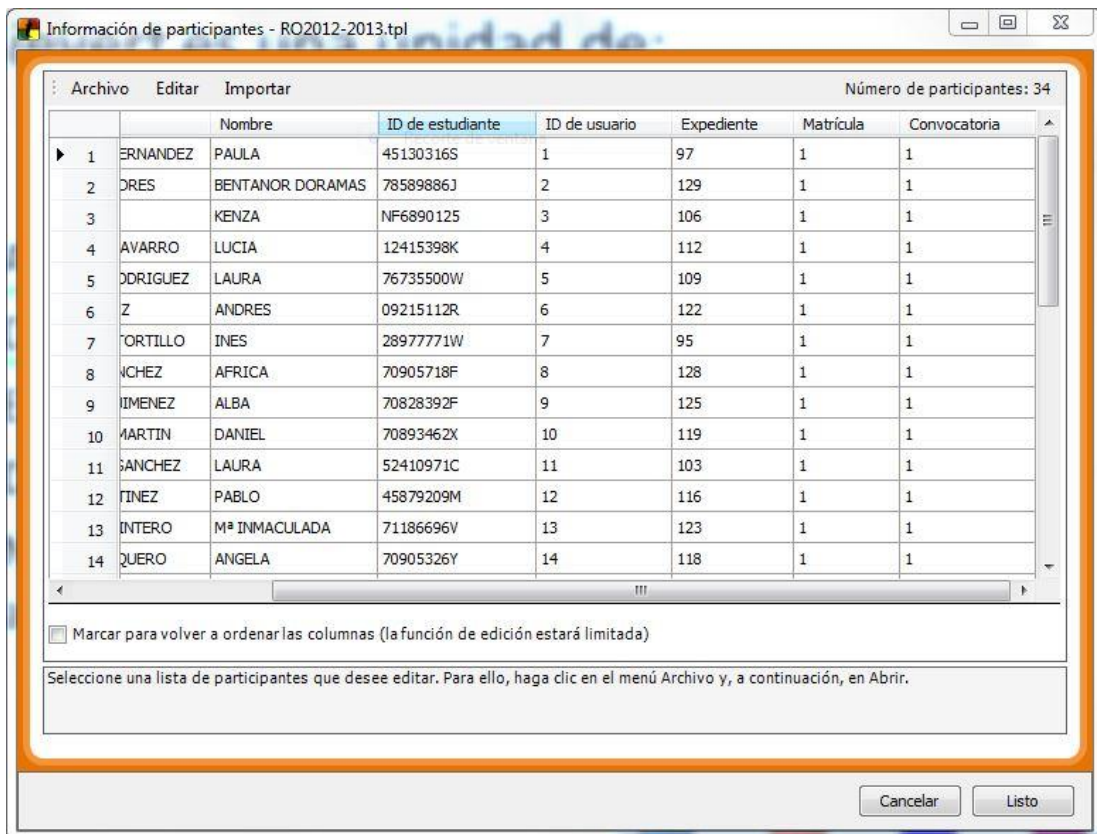 Información de participantes - RO2012-2013.tpl
es una unidad de:
Archivo Editar Importar Número de participantes: 34
Nombre ID de estudiante ID de usuario Expediente Matrícula Convocatoria
1 ERNANDEZ PAULA 45130316S 1 97 1 1
2 DRES BENTANOR DORAMAS 78589886J 2 129 1 1
3 KENZA NF6890125 3 106 1 1
4 AVARRO LUCIA 12415398K 4 112 1 1
5 ODRIGUEZ LAURA 76735500W 5 109 1 1
6 Z ANDRES 09215112R 6 122 1 1
7 TORTILLO INES 28977771W 7 95 1 1
8 NCHEZ AFRICA 70905718F 8 128 1 1
9 JIMENEZ ALBA 70828392F 9 125 1 1
10 MARTIN DANIEL 70893462X 10 119 1 1
11 SANCHEZ LAURA 52410971C 11 103 1 1
12 TINEZ PABLO 45879209M 12 116 1 1
13 INTERO Mª INMACULADA 71186696V 13 123 1 1
14 QUERO ANGELA 70905326Y 14 118 1 1
Marcar para volver a ordenar las columnas (la función de edición estará limitada)
Seleccione una lista de participantes que desee editar. Para ello, haga clic en el menú Archivo y, a continuación, en Abrir.
Cancelar Listo